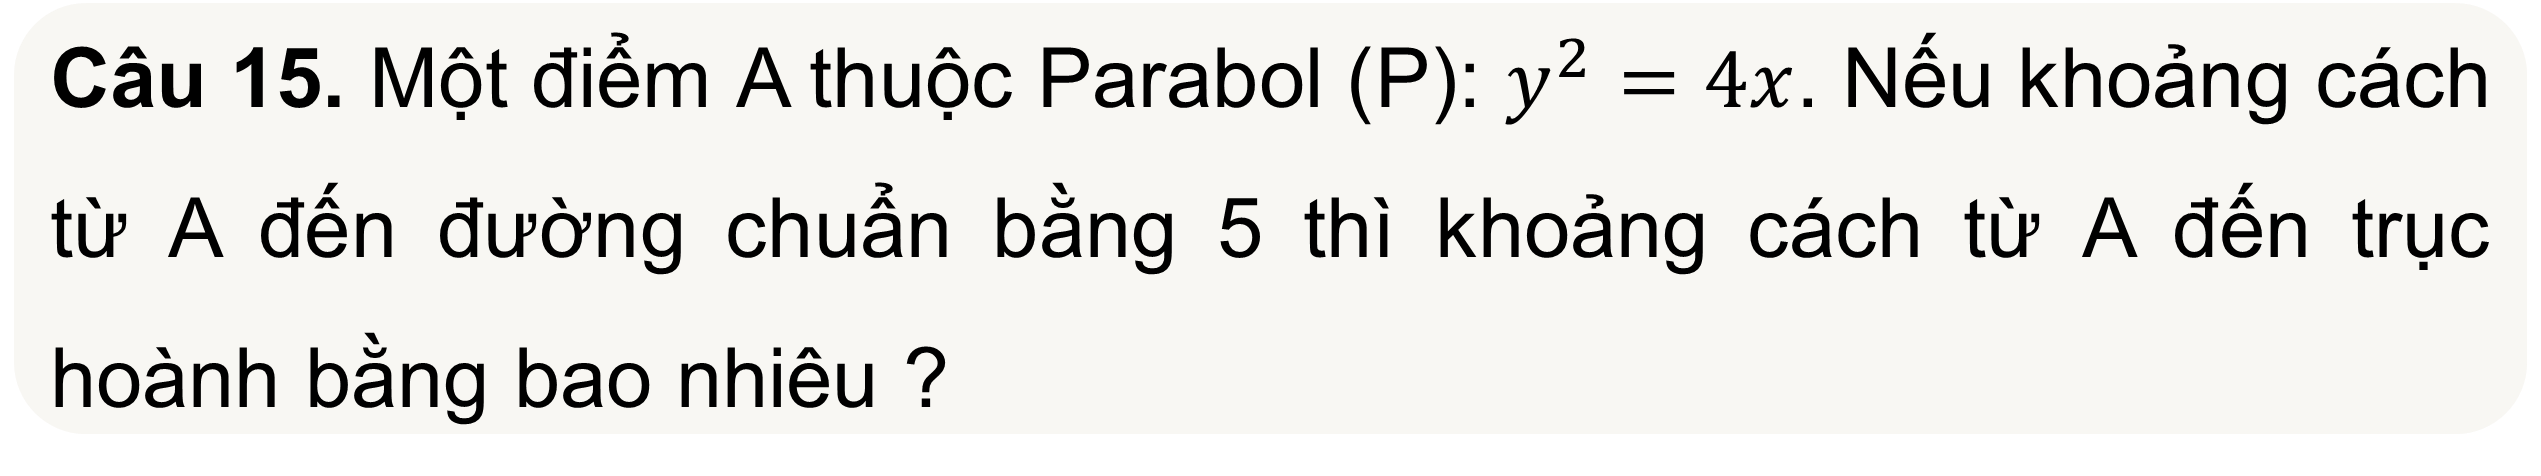 Câu 15. Một điểm A thuộc Parabol (P): y² = 4x. Nếu khoảng cách
từ A đến đường chuẩn bằng 5 thì khoảng cách từ A đến trục
hoành bằng bao nhiêu ?